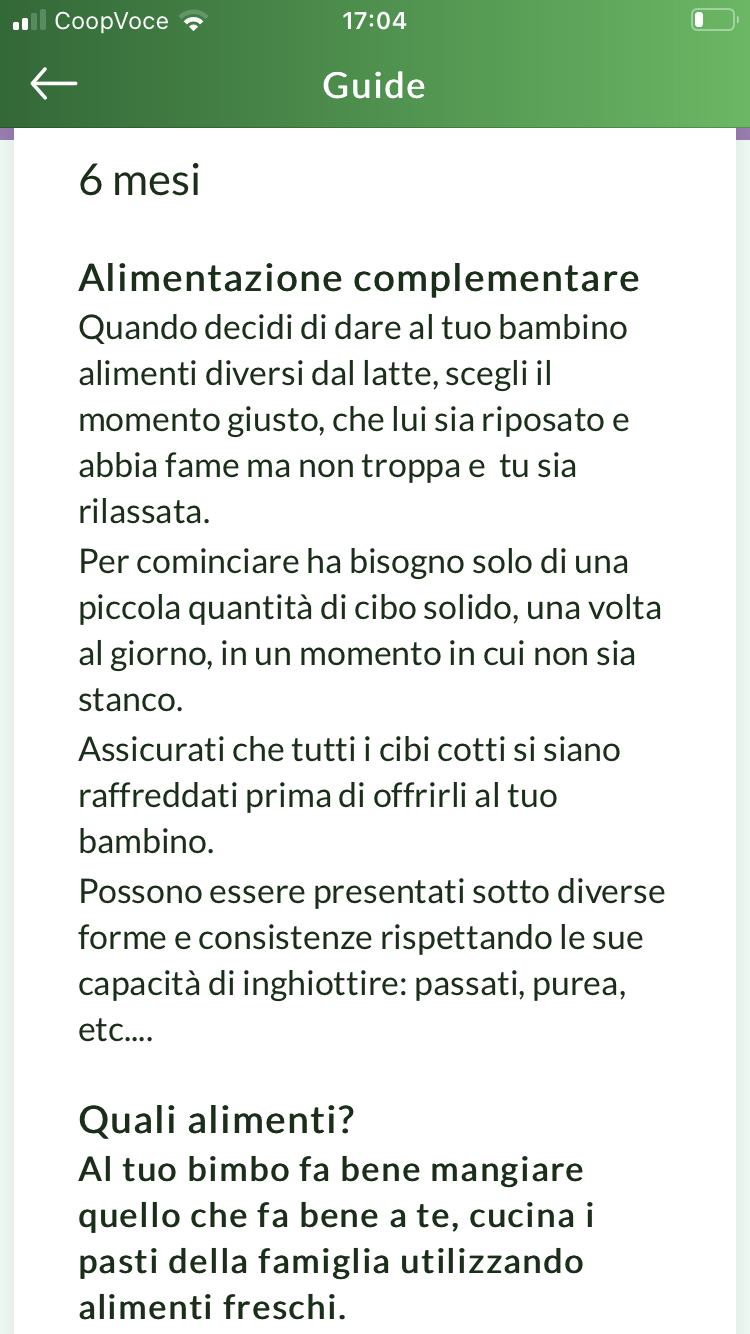 CoopVoce
17:04
Guide
6 mesi
Alimentazione complementare
Quando decidi di dare al tuo bambino
alimenti diversi dal latte, scegli il
momento giusto, che lui sia riposato e
abbia fame ma non troppa e  tu sia
rilassata.
Per cominciare ha bisogno solo di una
piccola quantità di cibo solido, una volta
al giorno, in un momento in cui non sia
stanco.
Assicurati che tutti i cibi cotti si siano
raffreddati prima di offrirli al tuo
bambino.
Possono essere presentati sotto diverse
forme e consistenze rispettando le sue
capacità di inghiottire: passati, purea,
etc....
Quali alimenti?
Al tuo bimbo fa bene mangiare
quello che fa bene a te, cucina i
pasti della famiglia utilizzando
alimenti freschi.